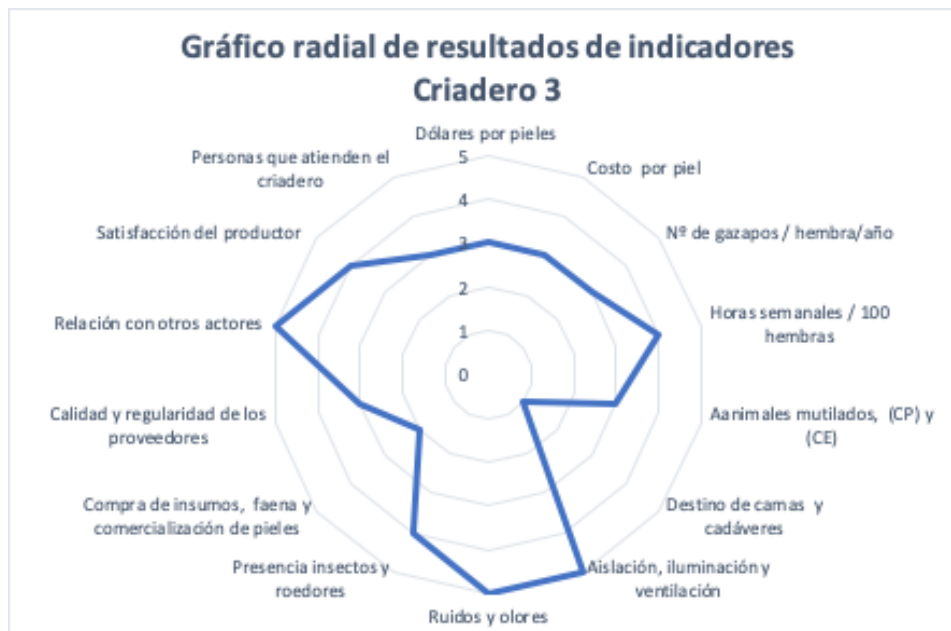 Gráfico radial de resultados de indicadores
Criadero 3
Dólares por pieles
Costo por piel
Nº de gazapos / hembra/año
Horas semanales / 100
hembras
Aanimales mutilados, (CP) y
(CE)
Destino de camas y
cadáveres
Aislación, iluminación y
ventilación
Ruidos y olores
Presencia insectos y
roedores
Compra de insumos, faena y
comercialización de pieles
Calidad y regularidad de los
proveedores
Relación con otros actores
Satisfacción del productor
Personas que atienden el
criadero
5
4
3
2
1
0